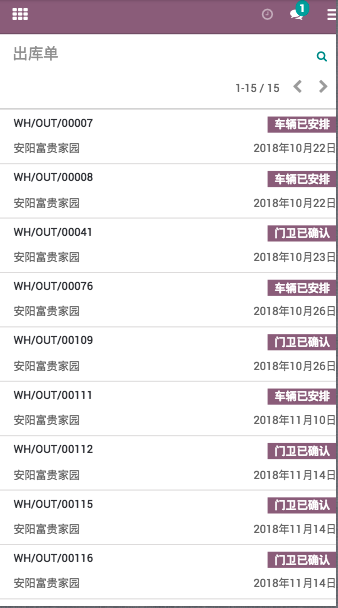 1
出库单
1-15 / 15
WH/OUT/00007 车辆已安排
安阳富贵家园 2018年10月22日
WH/OUT/00008 车辆已安排
安阳富贵家园 2018年10月22日
WH/OUT/00041 门卫已确认
安阳富贵家园 2018年10月23日
WH/OUT/00076 车辆已安排
安阳富贵家园 2018年10月26日
WH/OUT/00109 门卫已确认
安阳富贵家园 2018年10月26日
WH/OUT/00111 车辆已安排
安阳富贵家园 2018年11月10日
WH/OUT/00112 门卫已确认
安阳富贵家园 2018年11月14日
WH/OUT/00115 门卫已确认
安阳富贵家园 2018年11月14日
WH/OUT/00116 门卫已确认
安阳富贵家园 2018年11月14日